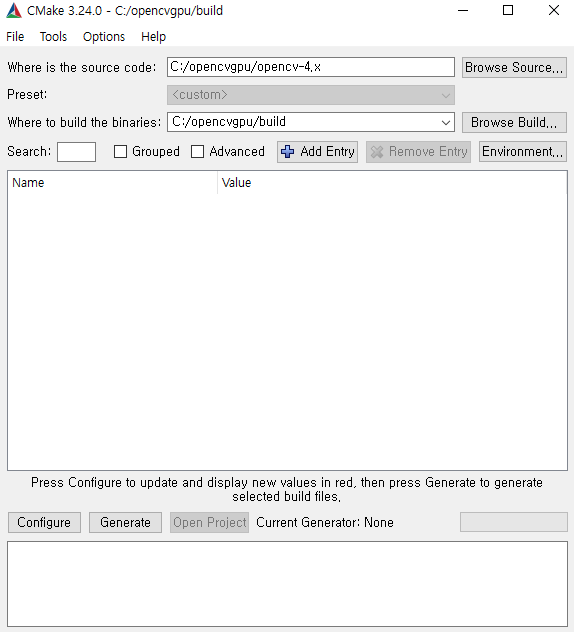 CMake 3.24.0 - C:/opencvgpu/build
File Tools Options Help
Where is the source code: C:/opencvgpu/opencv-4.x Browse Source...
Preset: <custom>
Where to build the binaries: C:/opencvgpu/build Browse Build...
Search: Grouped Advanced Add Entry Remove Entry Environment...
Name Value
Press Configure to update and display new values in red, then press Generate to generate
selected build files.
Configure Generate Open Project Current Generator: None